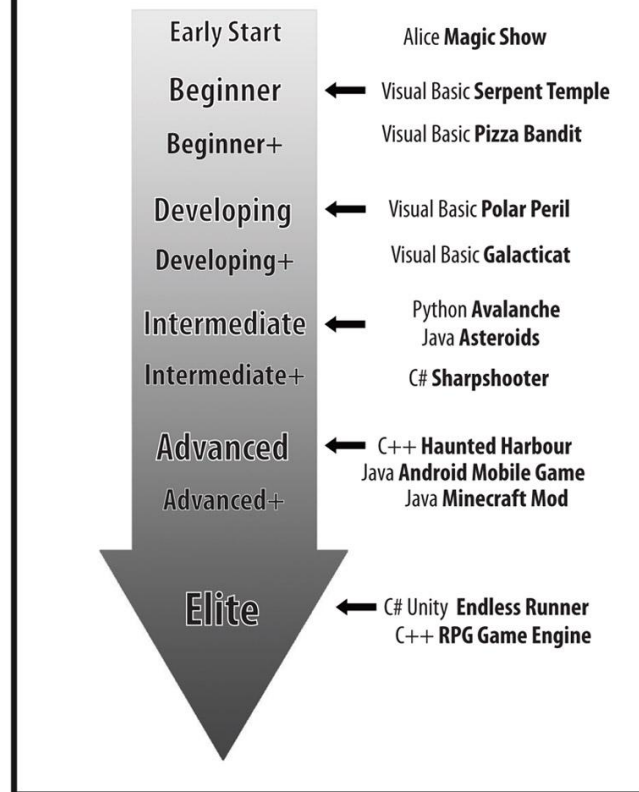 Early Start
Alice Magic Show
Beginner
Visual Basic Serpent Temple
Beginner+
Visual Basic Pizza Bandit
Developing
Visual Basic Polar Peril
Developing+
Visual Basic Galacticat
Intermediate
Python Avalanche
Java Asteroids
Intermediate+
C# Sharpshooter
Advanced
C++ Haunted Harbour
Java Android Mobile Game
Advanced+
Java Minecraft Mod
Elite
C# Unity Endless Runner
C++ RPG Game Engine